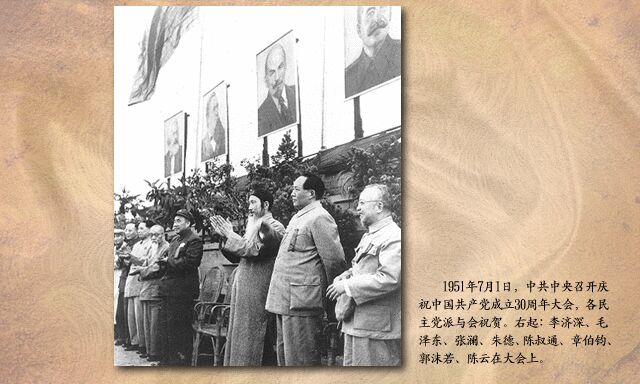 1951年7月1日，中共中央召开庆
祝中国共产党成立30周年大会，各民
主党派与会祝贺。右起：李济深、毛
泽东、张澜、朱德、陈叔通、章伯钧、
郭沫若、陈云在大会上。